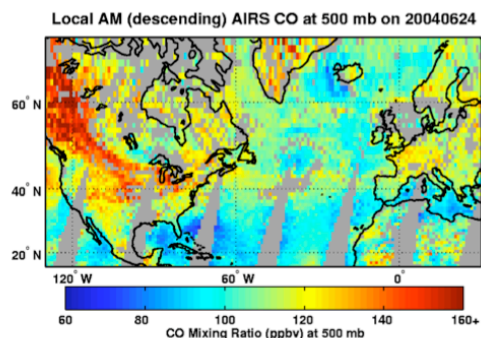 Local AM (descending) AIRS CO at 500 mb on 20040624
60° N
40° N
20° N
120° W
60° W
0°
60
80
100
120
140
160+
CO Mixing Ratio (ppbv) at 500 mb